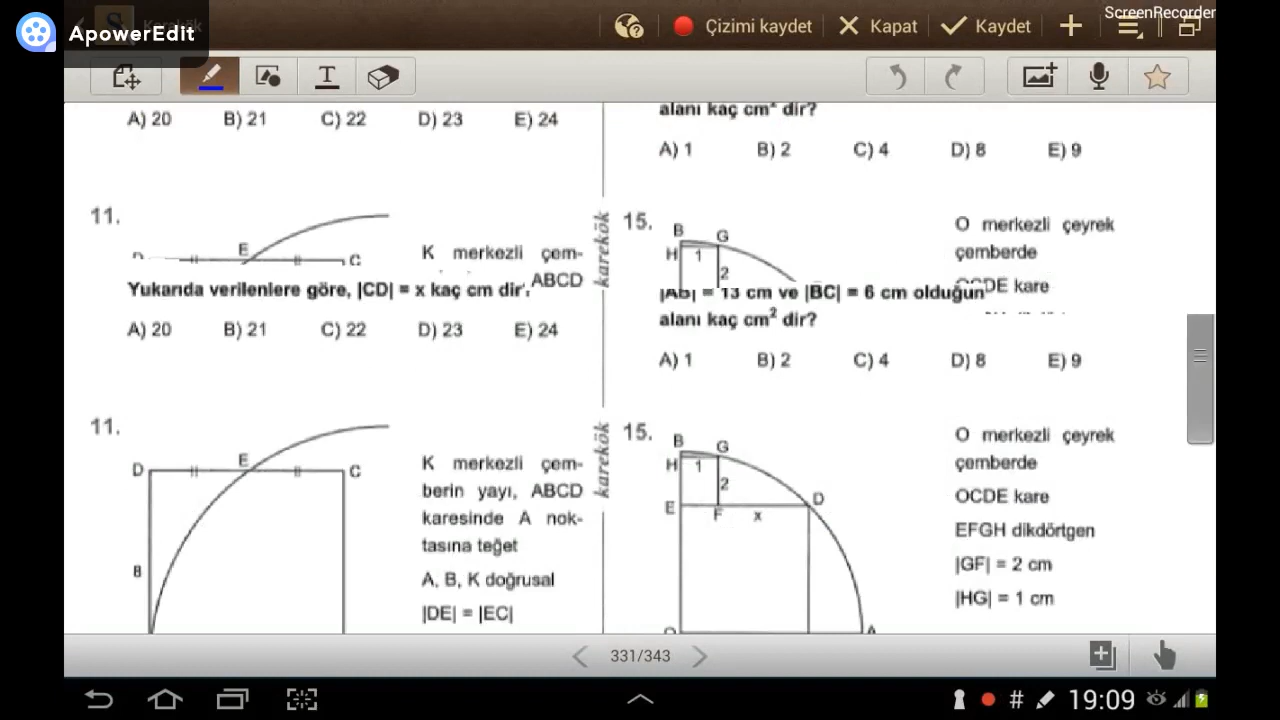 ScreenRecorder
ApowerEdit
Çizimi kaydet
Kapat
Kaydet
T
A) 20 B) 21 C) 22 D) 23 E) 24
11.
E
C
K merkezli çem-
ABCD
Yukarıda verilenlere göre, |CD| = x kaç cm dir
A) 20 B) 21 C) 22 D) 23 E) 24
11.
D E C
B
K merkezli çem-
berin yayı, ABCD
karesinde A nok-
tasına teğet
A, B, K doğrusal
|DE| = |EC|
karekök
karekök
alanı kaç cm² dir?
A) 1 B) 2 C) 4 D) 8 E) 9
15.
B G
H 1
2
O merkezli çeyrek
çemberde
OCDE kare
|AB| = 13 cm ve |BC| = 6 cm olduğun
alanı kaç cm² dir?
A) 1 B) 2 C) 4 D) 8 E) 9
15.
B G
H 1
2
E F x D
A
O merkezli çeyrek
çemberde
OCDE kare
EFGH dikdörtgen
|GF| = 2 cm
|HG| = 1 cm
331/343
19:09